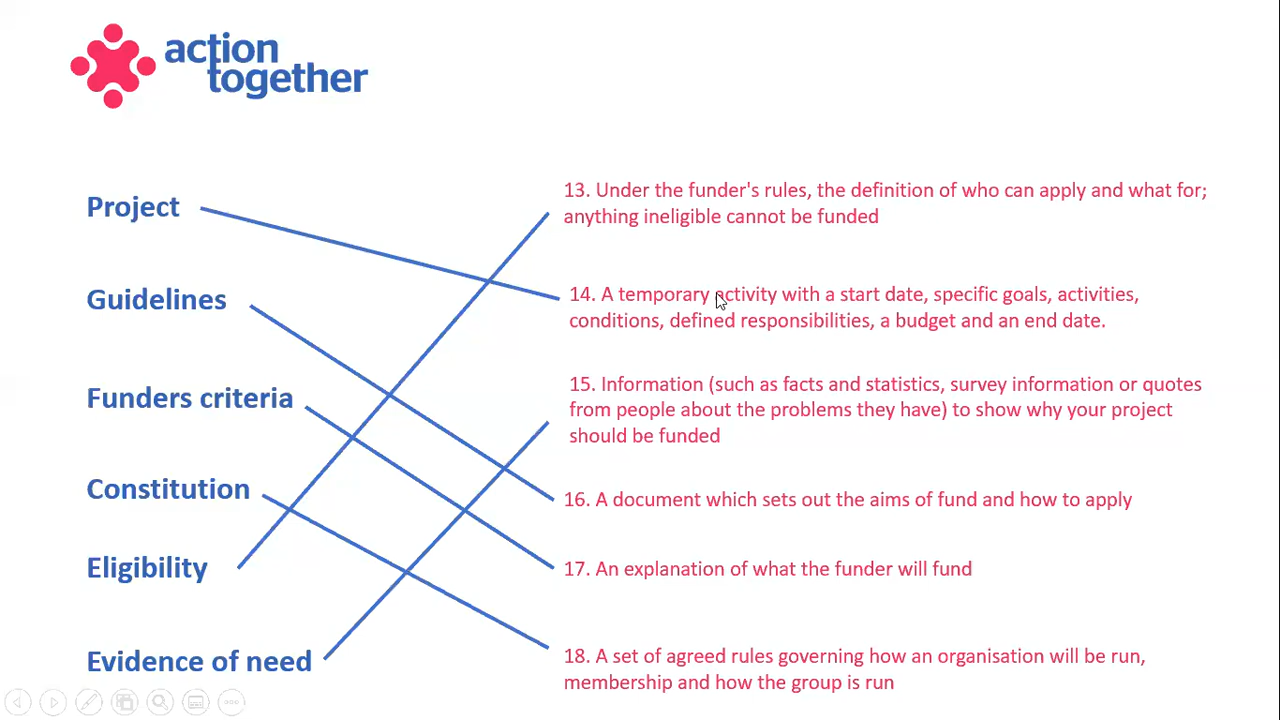 action
together
Project
Guidelines
Funders criteria
Constitution
Eligibility
Evidence of need
13. Under the funder's rules, the definition of who can apply and what for;
anything ineligible cannot be funded
14. A temporary activity with a start date, specific goals, activities,
conditions, defined responsibilities, a budget and an end date.
15. Information (such as facts and statistics, survey information or quotes
from people about the problems they have) to show why your project
should be funded
16. A document which sets out the aims of fund and how to apply
17. An explanation of what the funder will fund
18. A set of agreed rules governing how an organisation will be run,
membership and how the group is run